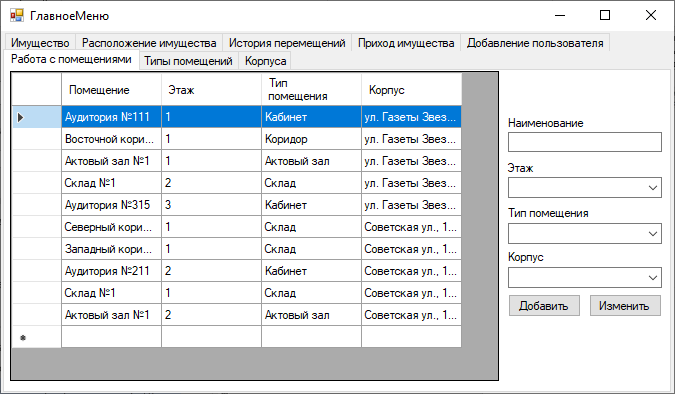 ГлавноеМеню
Имущество Расположение имущества История перемещений Приход имущества Добавление пользователя
Работа с помещениями Типы помещений Корпуса
Помещение Этаж Тип помещения Корпус
Аудитория №111 1 Кабинет ул. Газеты Звез...
Восточной кори... 1 Коридор ул. Газеты Звез...
Актовый зал №1 1 Актовый зал ул. Газеты Звез...
Склад №1 2 Склад ул. Газеты Звез...
Аудитория №315 3 Кабинет ул. Газеты Звез...
Северный кори... 1 Склад Советская ул., 1...
Западный кори... 1 Склад Советская ул., 1...
Аудитория №211 2 Кабинет Советская ул., 1...
Склад №1 1 Склад Советская ул., 1...
Актовый зал №1 2 Актовый зал Советская ул., 1...
Наименование
Этаж
Тип помещения
Корпус
Добавить Изменить